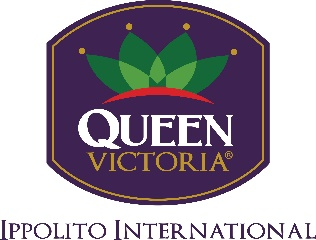 QUEEN
VICTORIA®
IPPOLITO INTERNATIONAL